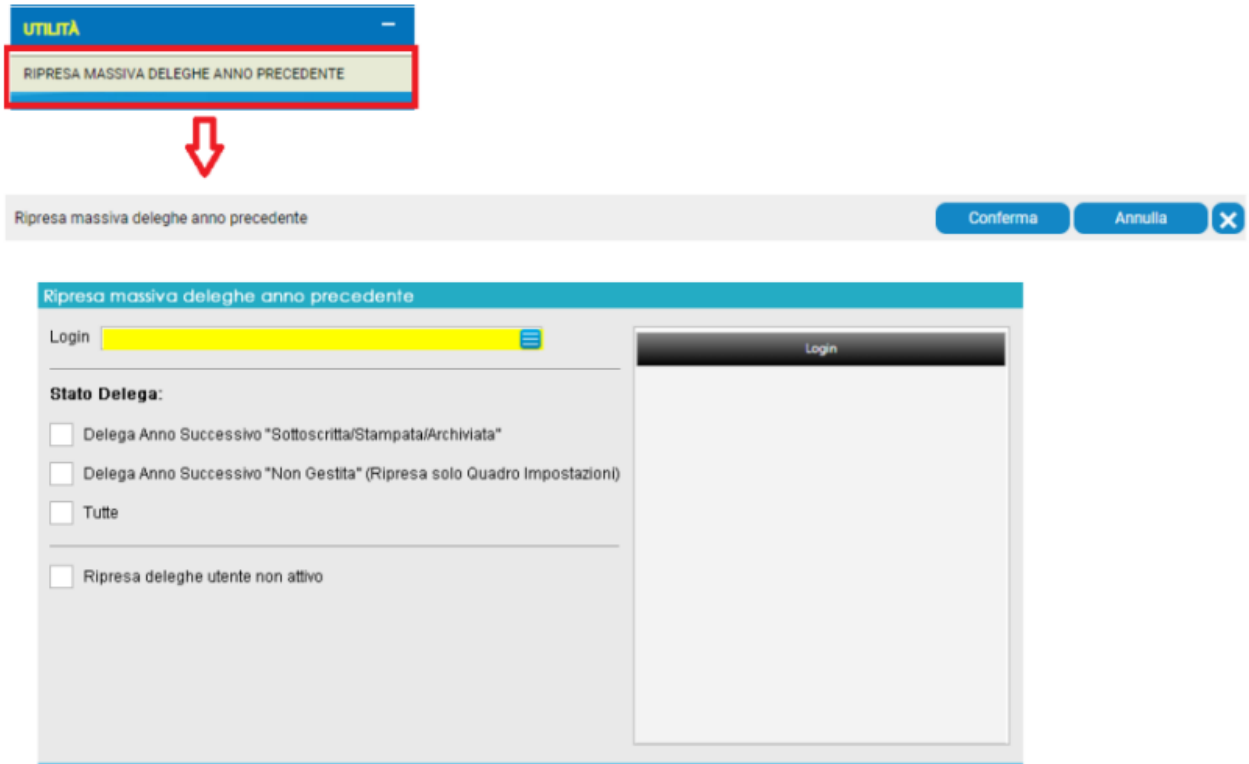 UTILITÀ
RIPRESA MASSIVA DELEGHE ANNO PRECEDENTE
Ripresa massiva deleghe anno precedente
Conferma
Annulla
Ripresa massiva deleghe anno precedente
Login
Login
Stato Delega:
Delega Anno Successivo "Sottoscritta/Stampata/Archiviata"
Delega Anno Successivo "Non Gestita" (Ripresa solo Quadro Impostazioni)
Tutte
Ripresa deleghe utente non attivo